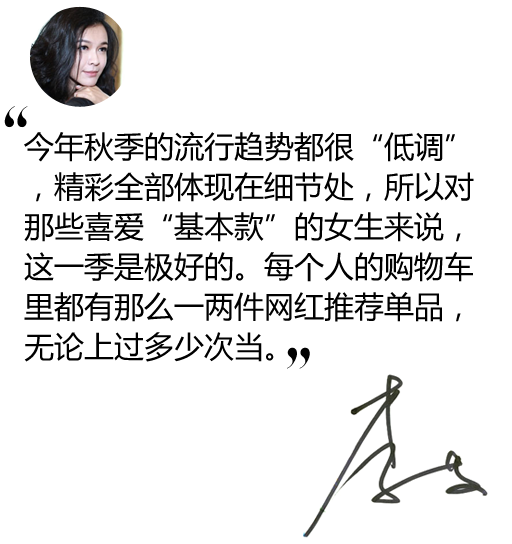 “
今年秋季的流行趋势都很“低调”
，精彩全部体现在细节处，所以对
那些喜爱“基本款”的女生来说，
这一季是极好的。每个人的购物车
里都有那么一两件网红推荐单品，
无论上过多少次当。”